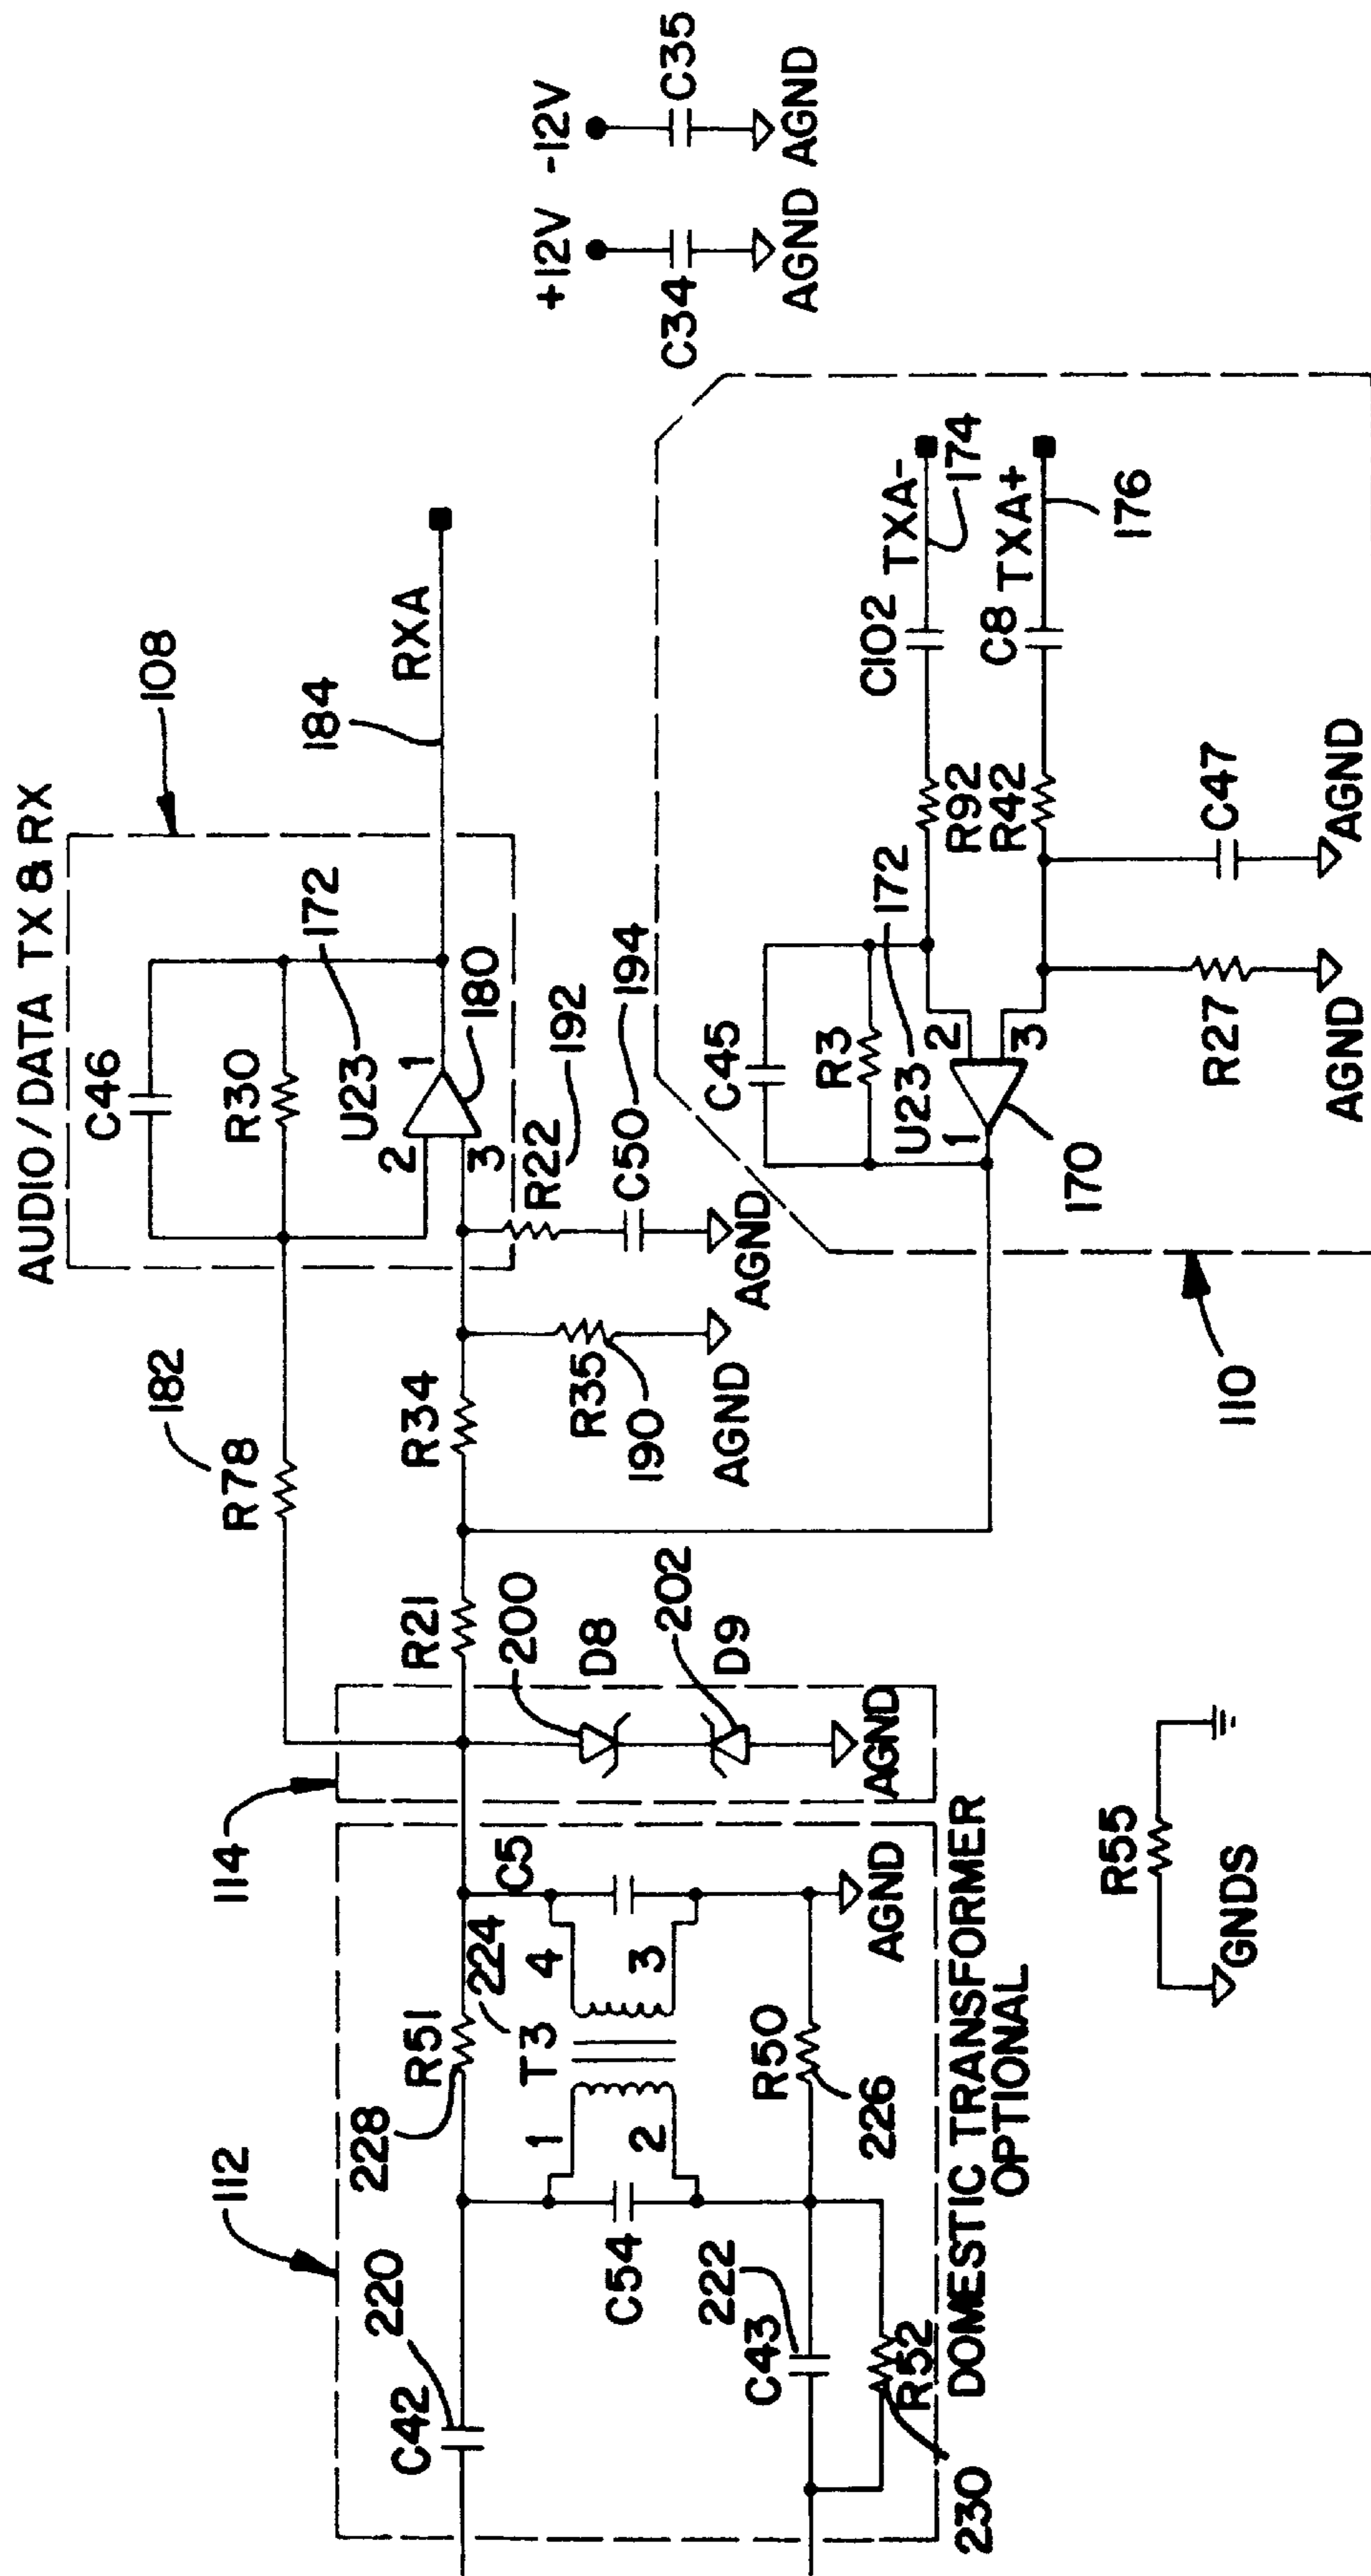 AUDIO/DATA TX & RX
108
C46
R30
172
U23
1
2
3
180
184
RXA
182
R78
R34
R35
190
AGND
R22
192
C50
194
AGND
+12V
-12V
C34
C35
AGND
AGND
114
R21
200
D8
202
D9
AGND
112
220
C42
228
R51
224
T3
C5
1
4
2
3
C54
222
C43
R50
226
AGND
R52
230
DOMESTIC TRANSFORMER
OPTIONAL
C45
R3
U23
172
1
2
3
170
R92
R42
C102
C8
TXA-
174
TXA+
176
R27
AGND
C47
AGND
110
R55
GNDS